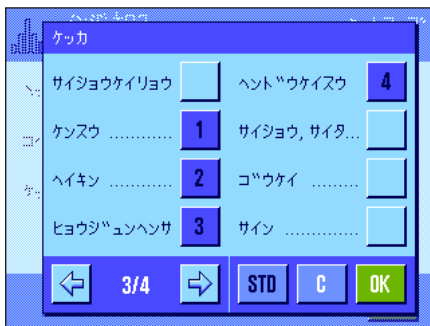 ケッカ
サイショウケイリョウ
ヘンド゛ウケイスウ 4
ケンスウ ............ 1
サイショウ, サイタ...
ヘイキン ............ 2
ゴ゛ウケイ .........
ヒョウジ゛ュンヘンサ 3
サイン ..............
3/4
STD
C
OK